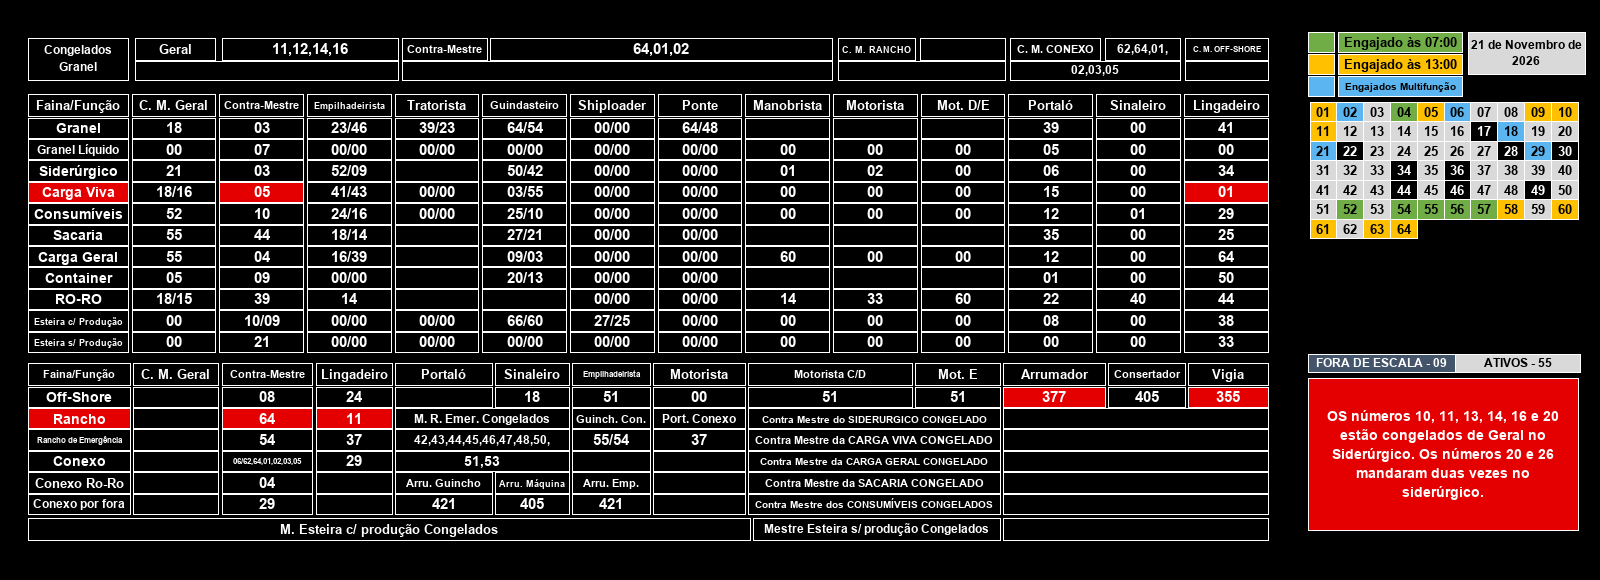 Congelados Granel | Geral | 11,12,14,16 | Contra-Mestre | 64,01,02 | C. M. RANCHO | C. M. CONEXO | 62,64,01, | C. M. OFF-SHORE
02,03,05
Faina/Função | C. M. Geral | Contra-Mestre | Empilhadeirista | Tratorista | Guindasteiro | Shiploader | Ponte | Manobrista | Motorista | Mot. D/E | Portaló | Sinaleiro | Lingadeiro
Granel | 18 | 03 | 23/46 | 39/23 | 64/54 | 00/00 | 64/48 | 39 | 00 | 41
Granel Líquido | 00 | 07 | 00/00 | 00/00 | 00/00 | 00/00 | 00/00 | 00 | 00 | 00 | 05 | 00 | 00
Siderúrgico | 21 | 03 | 52/09 | 50/42 | 00/00 | 00/00 | 01 | 02 | 00 | 06 | 00 | 34
Carga Viva | 18/16 | 05 | 41/43 | 00/00 | 03/55 | 00/00 | 00/00 | 00 | 00 | 00 | 15 | 00 | 01
Consumíveis | 52 | 10 | 24/16 | 00/00 | 25/10 | 00/00 | 00/00 | 00 | 00 | 00 | 12 | 01 | 29
Sacaria | 55 | 44 | 18/14 | 27/21 | 00/00 | 00/00 | 35 | 00 | 25
Carga Geral | 55 | 04 | 16/39 | 09/03 | 00/00 | 00/00 | 60 | 00 | 00 | 12 | 00 | 64
Container | 05 | 09 | 00/00 | 20/13 | 00/00 | 00/00 | 01 | 00 | 50
RO-RO | 18/15 | 39 | 14 | 00/00 | 00/00 | 14 | 33 | 60 | 22 | 40 | 44
Esteira c/ Produção | 00 | 10/09 | 00/00 | 00/00 | 66/60 | 27/25 | 00/00 | 00 | 00 | 00 | 08 | 00 | 38
Esteira s/ Produção | 00 | 21 | 00/00 | 00/00 | 00/00 | 00/00 | 00/00 | 00 | 00 | 00 | 00 | 00 | 33
Faina/Função | C. M. Geral | Contra-Mestre | Lingadeiro | Portaló | Sinaleiro | Empilhadeirista | Motorista | Motorista C/D | Mot. E | Arrumador | Consertador | Vigia
Off-Shore | 08 | 24 | 18 | 51 | 00 | 51 | 51 | 377 | 405 | 355
Rancho | 64 | 11 | M. R. Emer. Congelados | Guinch. Con. | Port. Conexo | Contra Mestre do SIDERURGICO CONGELADO
Rancho de Emergência | 54 | 37 | 42,43,44,45,46,47,48,50, | 55/54 | 37 | Contra Mestre da CARGA VIVA CONGELADO
Conexo | 06/62,64,01,02,03,05 | 29 | 51,53 | Contra Mestre da CARGA GERAL CONGELADO
Conexo Ro-Ro | 04 | Arru. Guincho | Arru. Máquina | Arru. Emp. | Contra Mestre da SACARIA CONGELADO
Conexo por fora | 29 | 421 | 405 | 421 | Contra Mestre dos CONSUMÍVEIS CONGELADOS
M. Esteira c/ produção Congelados | Mestre Esteira s/ produção Congelados
Engajado às 07:00
Engajado às 13:00
Engajados Multifunção
21 de Novembro de
2026
01 02 03 04 05 06 07 08 09 10
11 12 13 14 15 16 17 18 19 20
21 22 23 24 25 26 27 28 29 30
31 32 33 34 35 36 37 38 39 40
41 42 43 44 45 46 47 48 49 50
51 52 53 54 55 56 57 58 59 60
61 62 63 64
FORA DE ESCALA - 09 | ATIVOS - 55
OS números 10, 11, 13, 14, 16 e 20
estão congelados de Geral no
Siderúrgico. Os números 20 e 26
mandaram duas vezes no
siderúrgico.